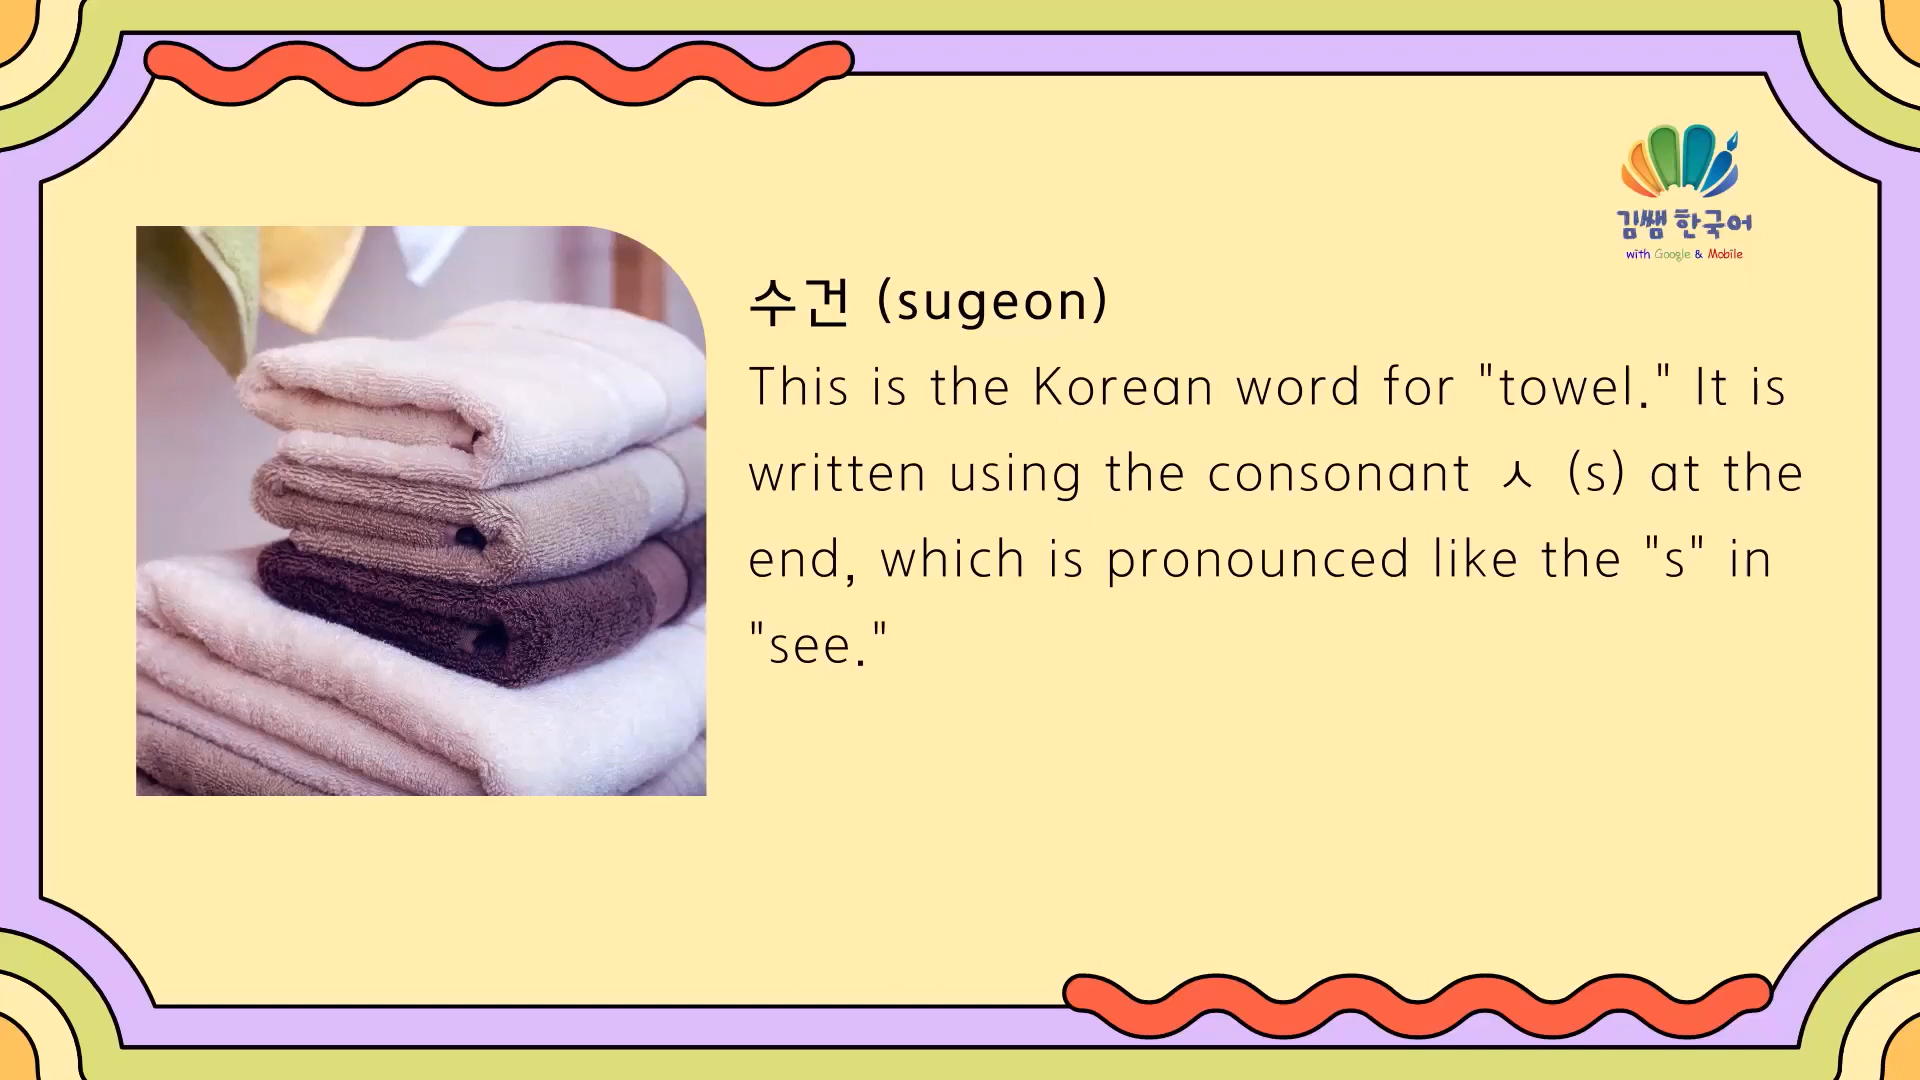 김쌤 한국어
with Google & Mobile
수건 (sugeon)
This is the Korean word for "towel." It is
written using the consonant ㅅ (s) at the
end, which is pronounced like the "s" in
"see."